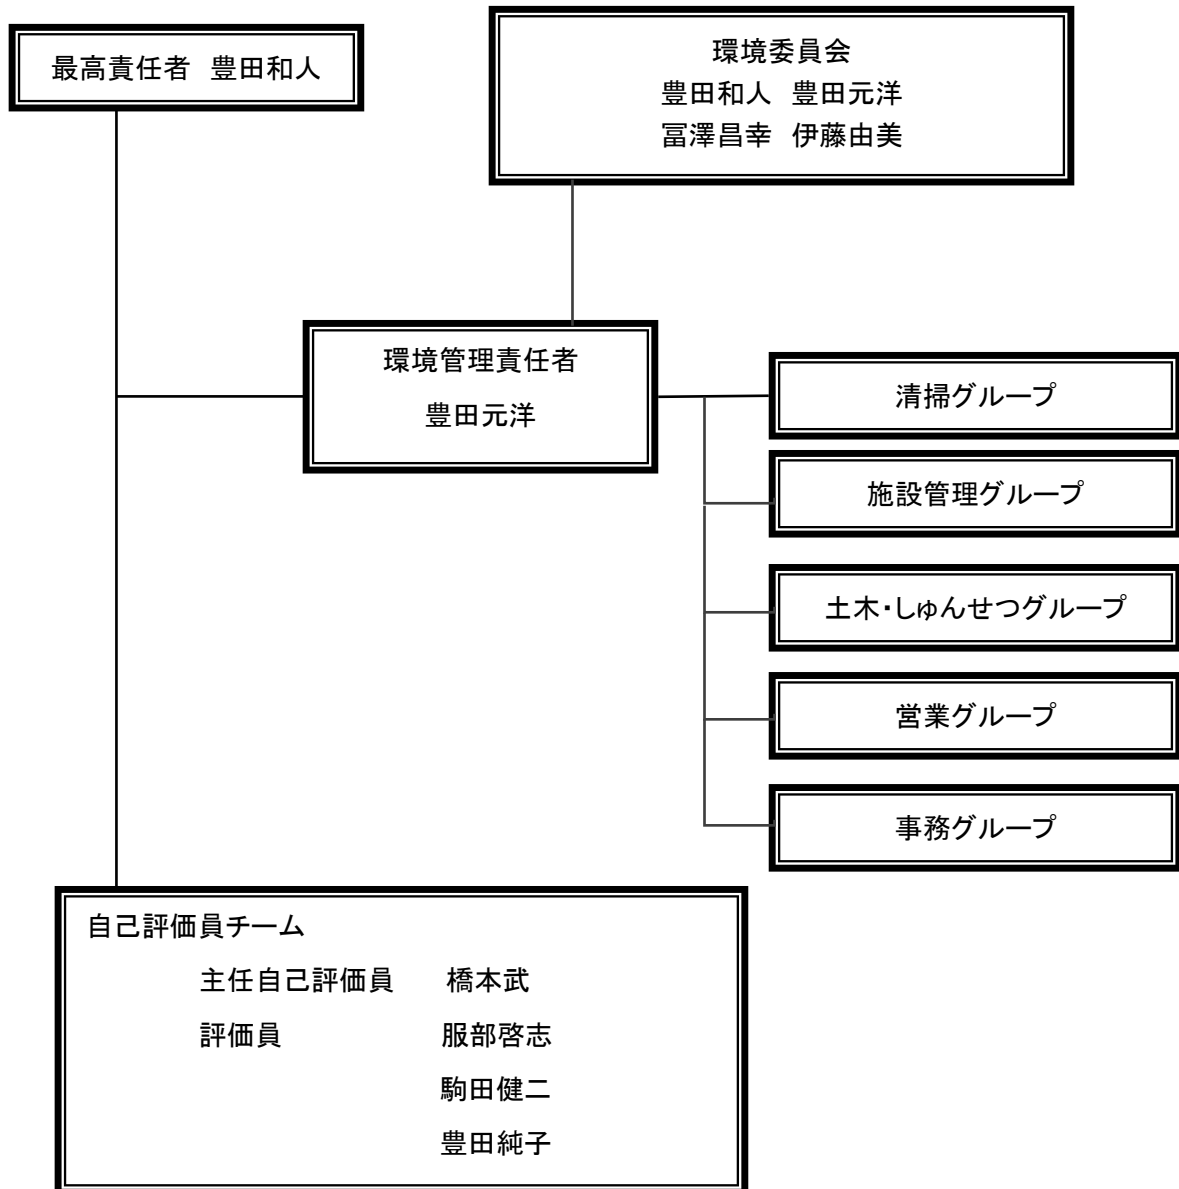 最高責任者　豊田和人
環境委員会
豊田和人　豊田元洋
冨澤昌幸　伊藤由美
環境管理責任者
豊田元洋
清掃グループ
施設管理グループ
土木・しゅんせつグループ
営業グループ
事務グループ
自己評価員チーム
主任自己評価員　橋本武
評価員　服部啓志
駒田健二
豊田純子